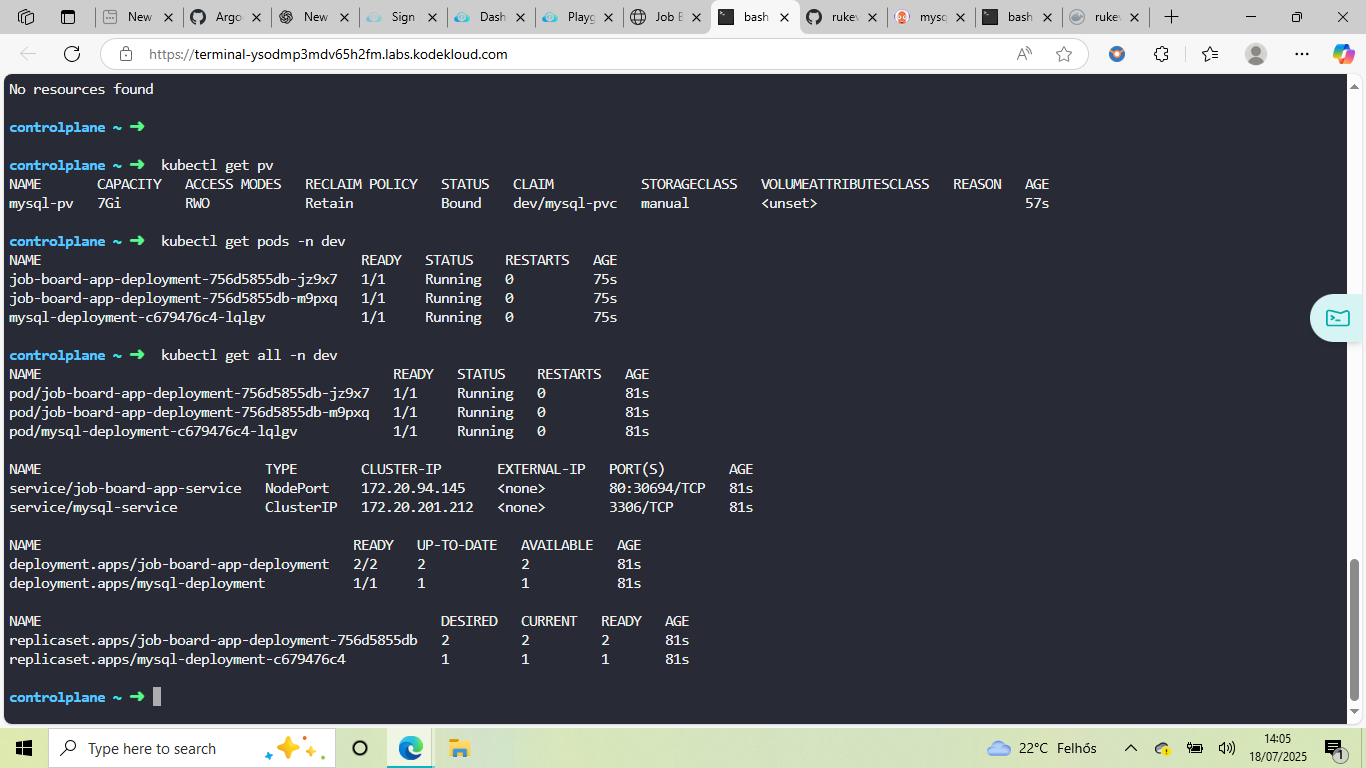 New
Argo
New
Sign
Dash
Playg
Job E
bash
rukev
mysq
bash
rukev
https://terminal-ysodmp3mdv65h2fm.labs.kodekloud.com
No resources found
controlplane ~ ➜
controlplane ~ ➜ kubectl get pv
NAME CAPACITY ACCESS MODES RECLAIM POLICY STATUS CLAIM STORAGECLASS VOLUMEATTRIBUTESCLASS REASON AGE
mysql-pv 7Gi RWO Retain Bound dev/mysql-pvc manual <unset> 57s
controlplane ~ ➜ kubectl get pods -n dev
NAME READY STATUS RESTARTS AGE
job-board-app-deployment-756d5855db-jz9x7 1/1 Running 0 75s
job-board-app-deployment-756d5855db-m9pxq 1/1 Running 0 75s
mysql-deployment-c679476c4-lqlgv 1/1 Running 0 75s
controlplane ~ ➜ kubectl get all -n dev
NAME READY STATUS RESTARTS AGE
pod/job-board-app-deployment-756d5855db-jz9x7 1/1 Running 0 81s
pod/job-board-app-deployment-756d5855db-m9pxq 1/1 Running 0 81s
pod/mysql-deployment-c679476c4-lqlgv 1/1 Running 0 81s
NAME TYPE CLUSTER-IP EXTERNAL-IP PORT(S) AGE
service/job-board-app-service NodePort 172.20.94.145 <none> 80:30694/TCP 81s
service/mysql-service ClusterIP 172.20.201.212 <none> 3306/TCP 81s
NAME READY UP-TO-DATE AVAILABLE AGE
deployment.apps/job-board-app-deployment 2/2 2 2 81s
deployment.apps/mysql-deployment 1/1 1 1 81s
NAME DESIRED CURRENT READY AGE
replicaset.apps/job-board-app-deployment-756d5855db 2 2 2 81s
replicaset.apps/mysql-deployment-c679476c4 1 1 1 81s
controlplane ~ ➜
Type here to search
22°C Felhős
14:05
18/07/2025
1